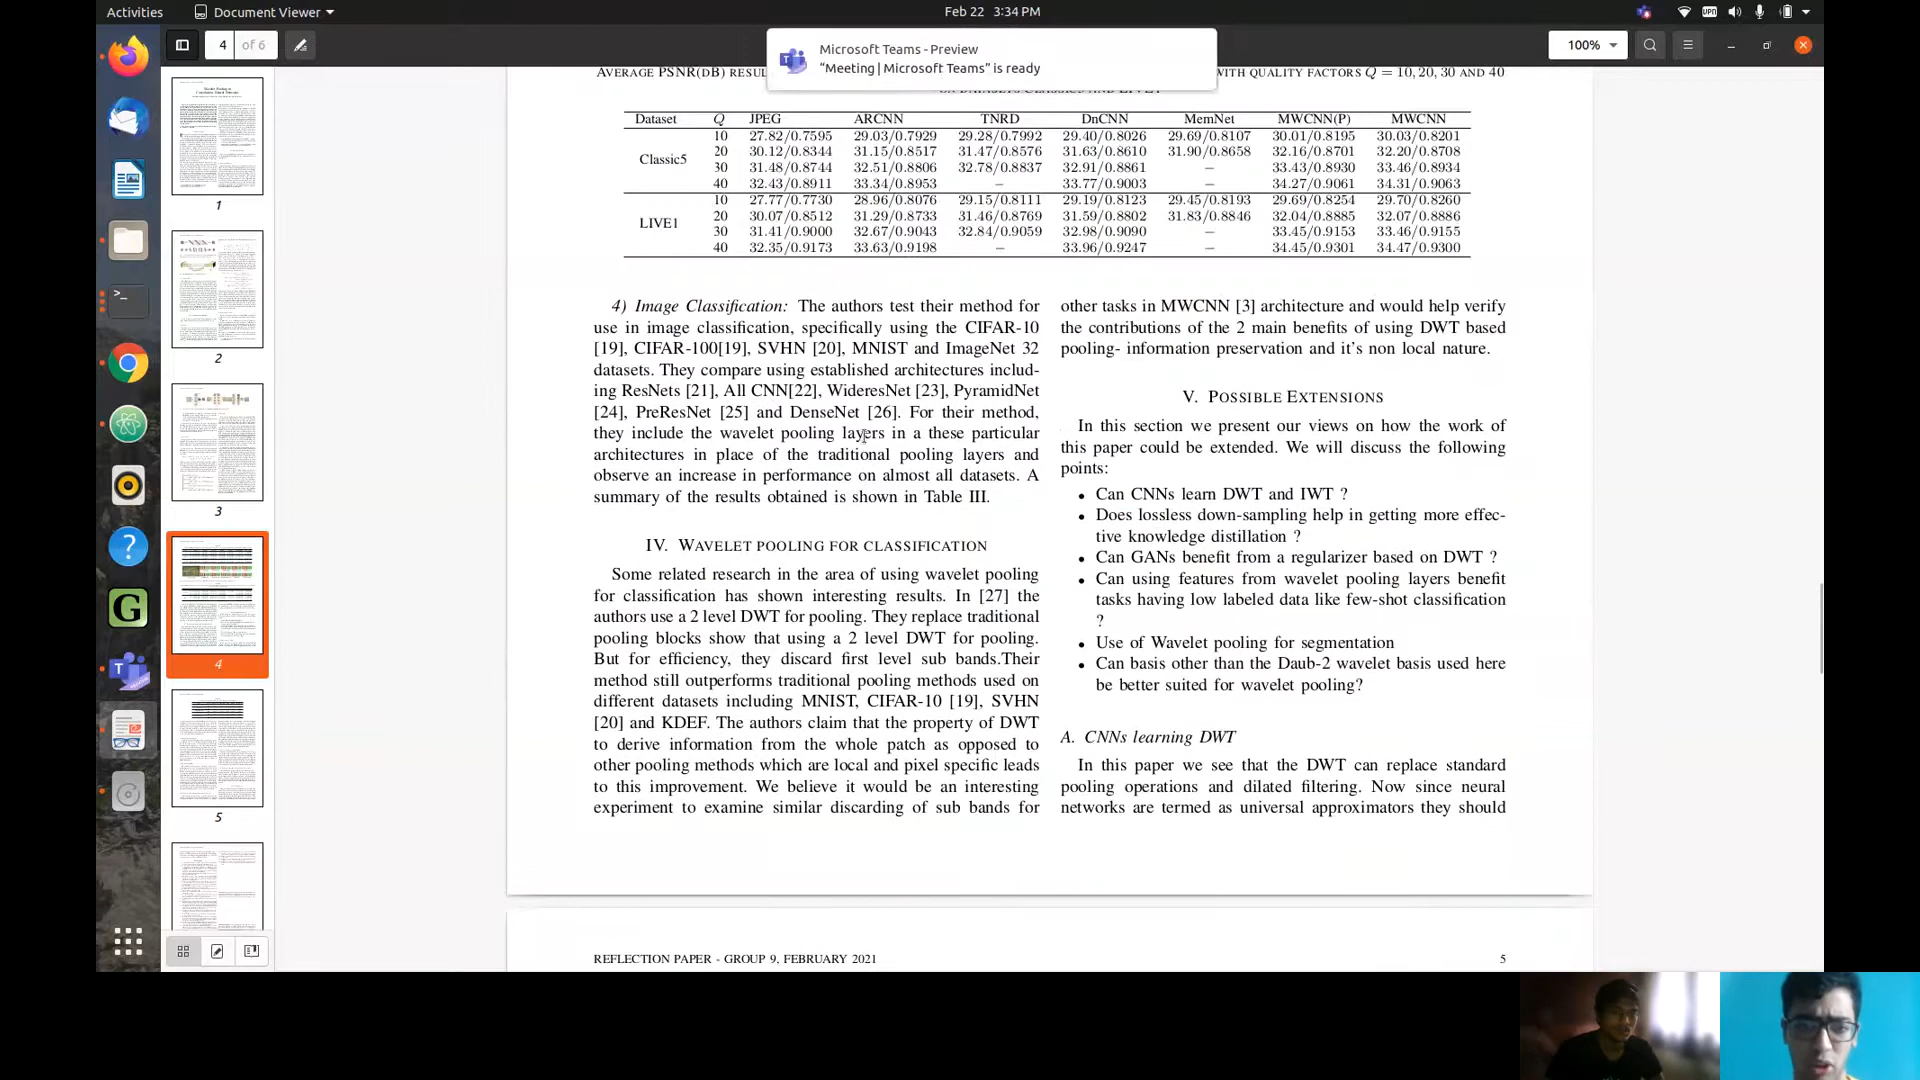 Activities
Document Viewer
Feb 22 3:34 PM
4 of 6
100%
Microsoft Teams - Preview
"Meeting | Microsoft Teams" is ready
AVERAGE PSNR(DB) RESUL
WITH QUALITY FACTORS Q = 10, 20, 30 AND 40
ON DATASETS CLASSIC5 AND LIVE1
Dataset Q JPEG ARCNN TNRD DnCNN MemNet MWCNN(P) MWCNN
Classic5
10 27.82/0.7595 29.03/0.7929 29.28/0.7992 29.40/0.8026 29.69/0.8107 30.01/0.8195 30.03/0.8201
20 30.12/0.8344 31.15/0.8517 31.47/0.8576 31.63/0.8610 31.90/0.8658 32.16/0.8701 32.20/0.8708
30 31.48/0.8744 32.51/0.8806 32.78/0.8837 32.91/0.8861 – 33.43/0.8930 33.46/0.8934
40 32.43/0.8911 33.34/0.8953 – 33.77/0.9003 – 34.27/0.9061 34.31/0.9063
LIVE1
10 27.77/0.7730 28.96/0.8076 29.15/0.8111 29.19/0.8123 29.45/0.8193 29.69/0.8254 29.70/0.8260
20 30.07/0.8512 31.29/0.8733 31.46/0.8769 31.59/0.8802 31.83/0.8846 32.04/0.8885 32.07/0.8886
30 31.41/0.9000 32.67/0.9043 32.84/0.9059 32.98/0.9090 – 33.45/0.9153 33.46/0.9155
40 32.35/0.9173 33.63/0.9198 – 33.96/0.9247 – 34.45/0.9301 34.47/0.9300
4) Image Classification: The authors test their method for
use in image classification, specifically using the CIFAR-10
[19], CIFAR-100[19], SVHN [20], MNIST and ImageNet 32
datasets. They compare using established architectures includ-
ing ResNets [21], All CNN[22], WideresNet [23], PyramidNet
[24], PreResNet [25] and DenseNet [26]. For their method,
they include the wavelet pooling layers in a these particular
architectures in place of the traditional pooling layers and
observe an increase in performance on almost all datasets. A
summary of the results obtained is shown in Table III.
IV. WAVELET POOLING FOR CLASSIFICATION
Some related research in the area of using wavelet pooling
for classification has shown interesting results. In [27] the
authors use a 2 level DWT for pooling. They replace traditional
pooling blocks show that using a 2 level DWT for pooling.
But for efficiency, they discard first level sub bands.Their
method still outperforms traditional pooling methods used on
different datasets including MNIST, CIFAR-10 [19], SVHN
[20] and KDEF. The authors claim that the property of DWT
to derive information from the whole patch as opposed to
other pooling methods which are local and pixel specific leads
to this improvement. We believe it would be an interesting
experiment to examine similar discarding of sub bands for
other tasks in MWCNN [3] architecture and would help verify
the contributions of the 2 main benefits of using DWT based
pooling- information preservation and it's non local nature.
V. POSSIBLE EXTENSIONS
In this section we present our views on how the work of
this paper could be extended. We will discuss the following
points:
• Can CNNs learn DWT and IWT ?
• Does lossless down-sampling help in getting more effec-
tive knowledge distillation ?
• Can GANs benefit from a regularizer based on DWT ?
• Can using features from wavelet pooling layers benefit
tasks having low labeled data like few-shot classification
?
• Use of Wavelet pooling for segmentation
• Can basis other than the Daub-2 wavelet basis used here
be better suited for wavelet pooling?
A. CNNs learning DWT
In this paper we see that the DWT can replace standard
pooling operations and dilated filtering. Now since neural
networks are termed as universal approximators they should
REFLECTION PAPER - GROUP 9, FEBRUARY 2021
5
1
2
3
4
5